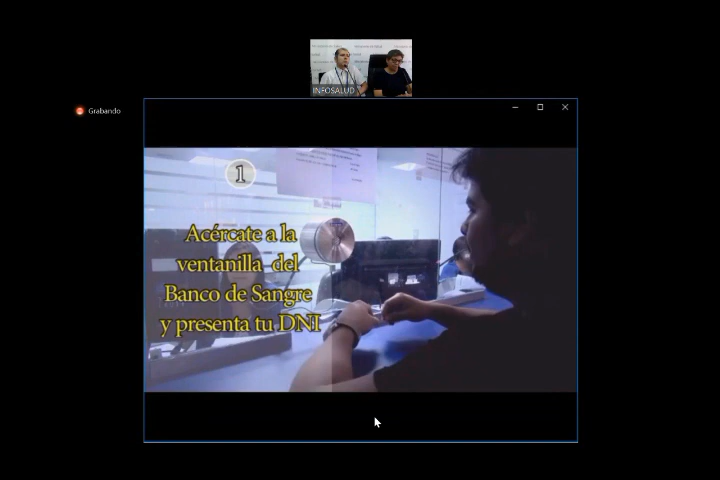 INFOSALUD
Grabando
1
Acércate a la
ventanilla del
Banco de Sangre
y presenta tu DNI